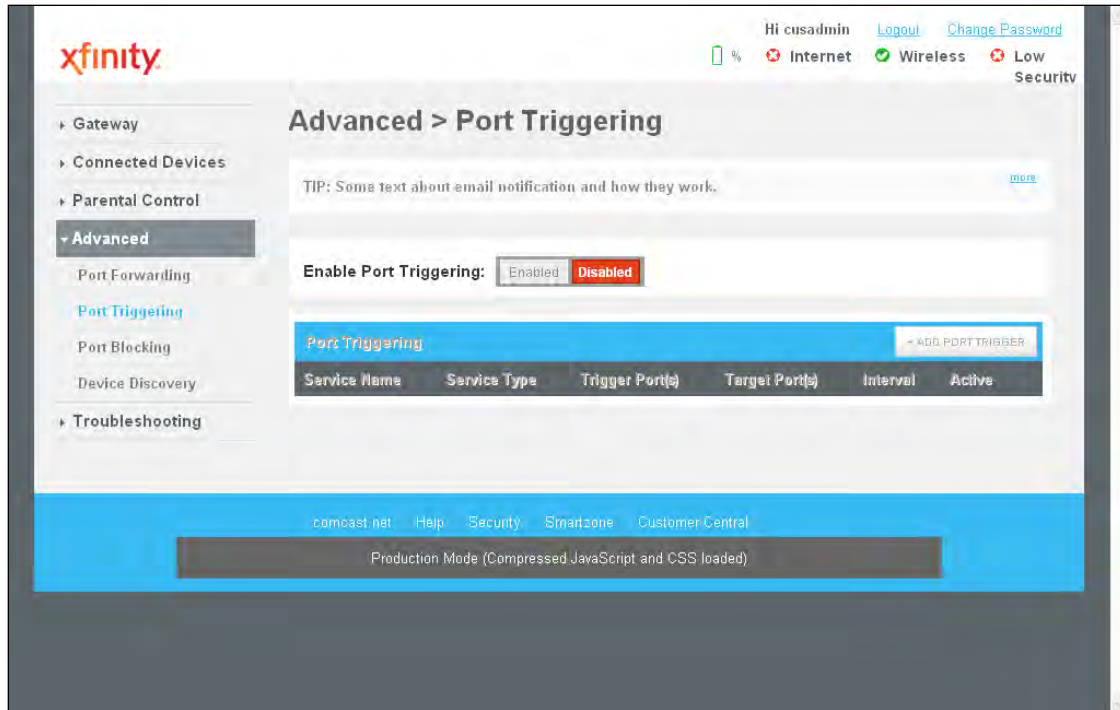 Hi cusadmin Logout Change Password
xfinity.
% Internet Wireless Low Security
Gateway
Connected Devices
Parental Control
Advanced
Port Forwarding
Port Triggering
Port Blocking
Device Discovery
Troubleshooting
Advanced > Port Triggering
TIP: Some text about email notification and how they work.
more
Enable Port Triggering: Enabled Disabled
Port Triggering
+ ADD PORT TRIGGER
Service Name Service Type Trigger Port(s) Target Port(s) Interval Active
comcast.net Help Security Smartzone Customer Central
Production Mode (Compressed JavaScript and CSS loaded)